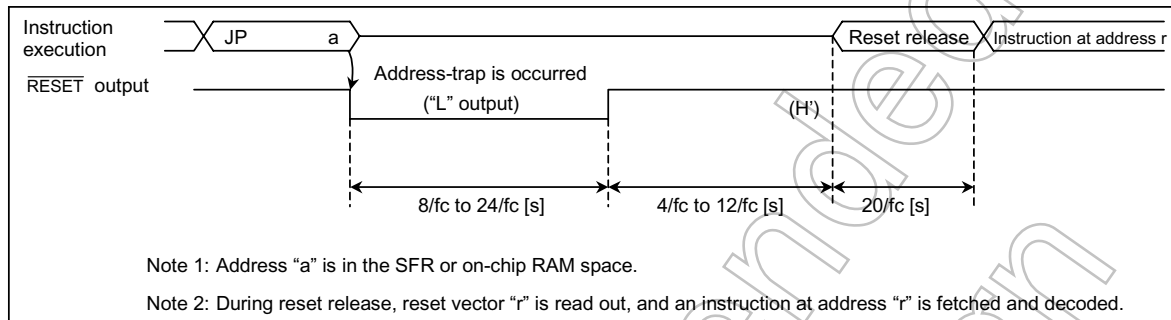 Instruction
execution
JP a
Reset release
Instruction at address r
RESET output
Address-trap is occurred
("L" output)
(H')
8/fc to 24/fc [s]
4/fc to 12/fc [s]
20/fc [s]
Note 1: Address “a” is in the SFR or on-chip RAM space.
Note 2: During reset release, reset vector “r” is read out, and an instruction at address “r” is fetched and decoded.